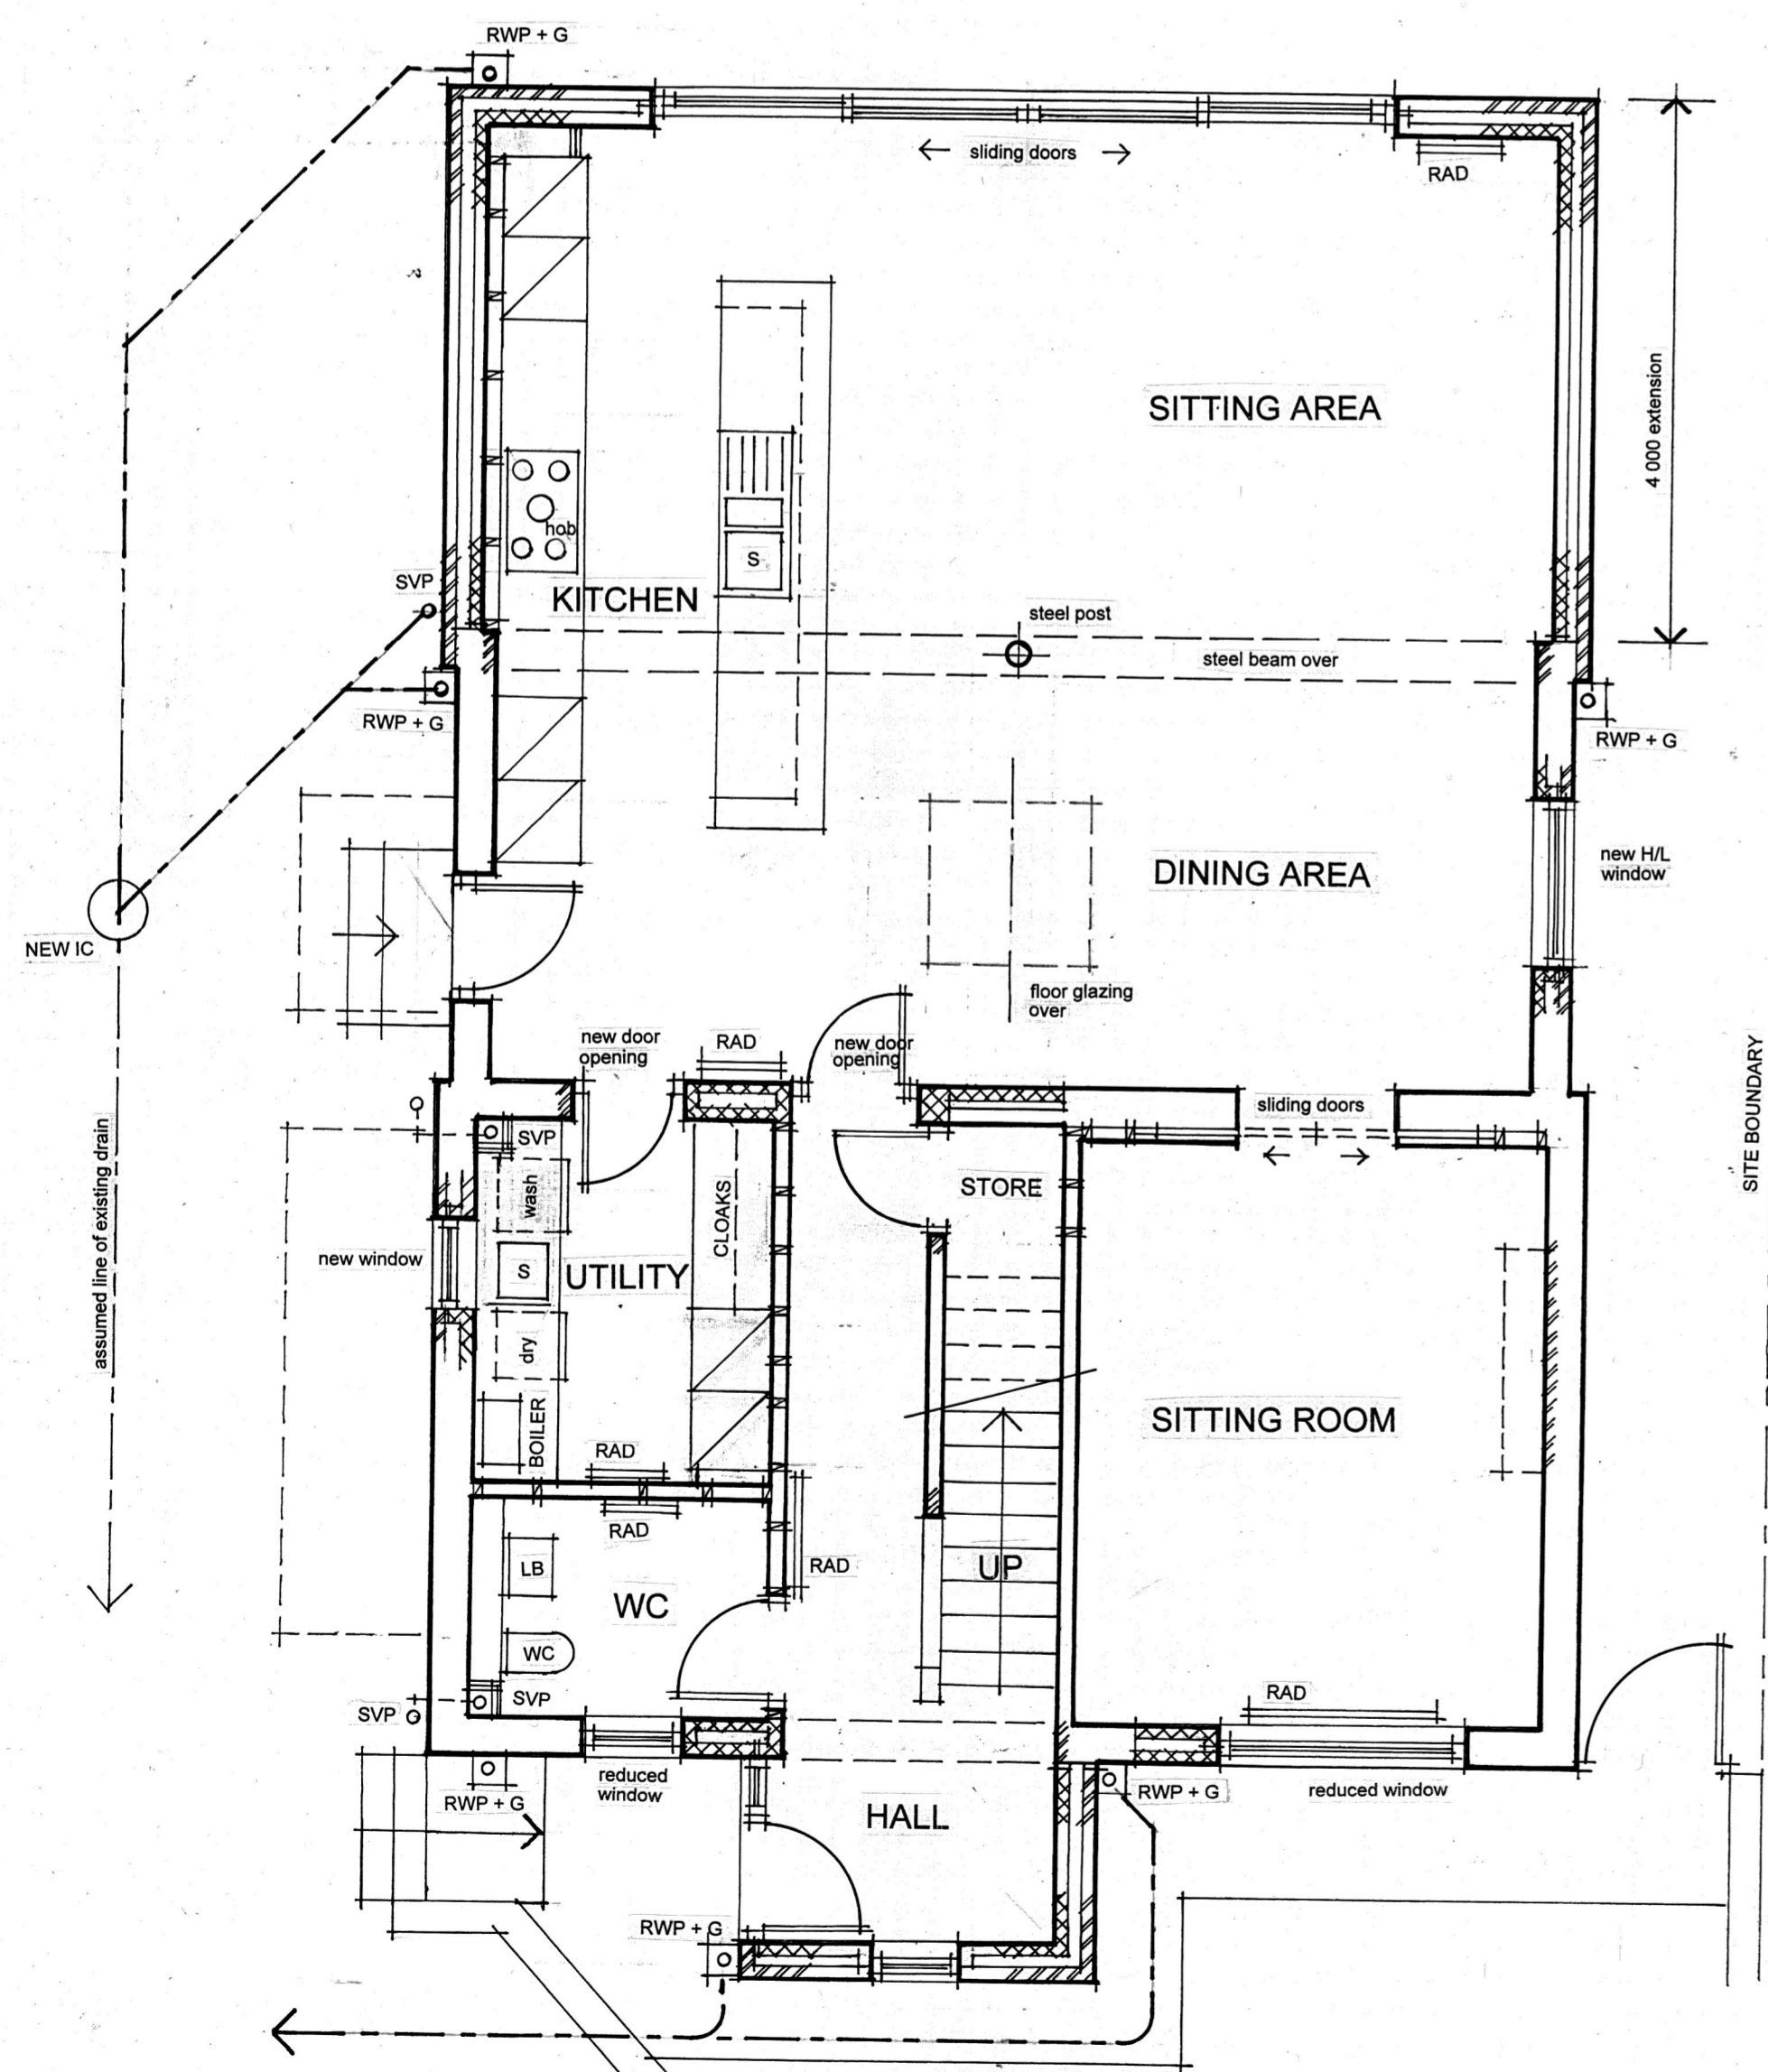 RWP + G
sliding doors
RAD
SITTING AREA
4 000 extension
hob
S
SVP
KITCHEN
steel post
steel beam over
RWP + G
RWP + G
new H/L
window
DINING AREA
NEW IC
floor glazing
over
new door
opening
RAD
new door
opening
sliding doors
SITE BOUNDARY
assumed line of existing drain
SVP
wash
CLOAKS
STORE
new window
S
UTILITY
dry
BOILER
RAD
SITTING ROOM
RAD
LB
RAD
UP
WC
WC
SVP
SVP
RAD
reduced
window
RWP + G
RWP + G
reduced window
HALL
RWP + G